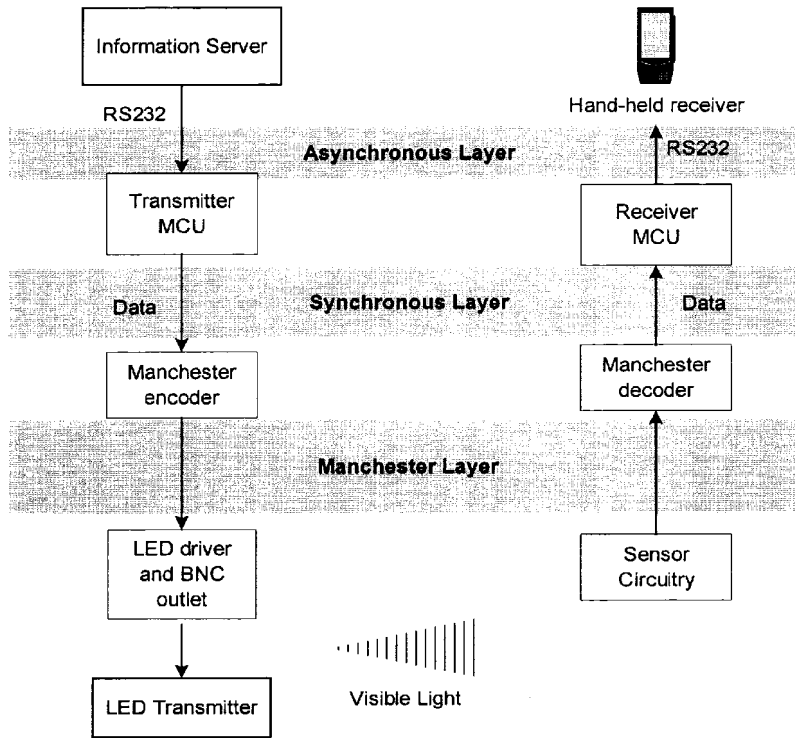 Information Server
Hand-held receiver
RS232
Asynchronous Layer
RS232
Transmitter
MCU
Receiver
MCU
Data
Synchronous Layer
Data
Manchester
encoder
Manchester
decoder
Manchester Layer
LED driver
and BNC
outlet
Sensor
Circuitry
LED Transmitter
Visible Light